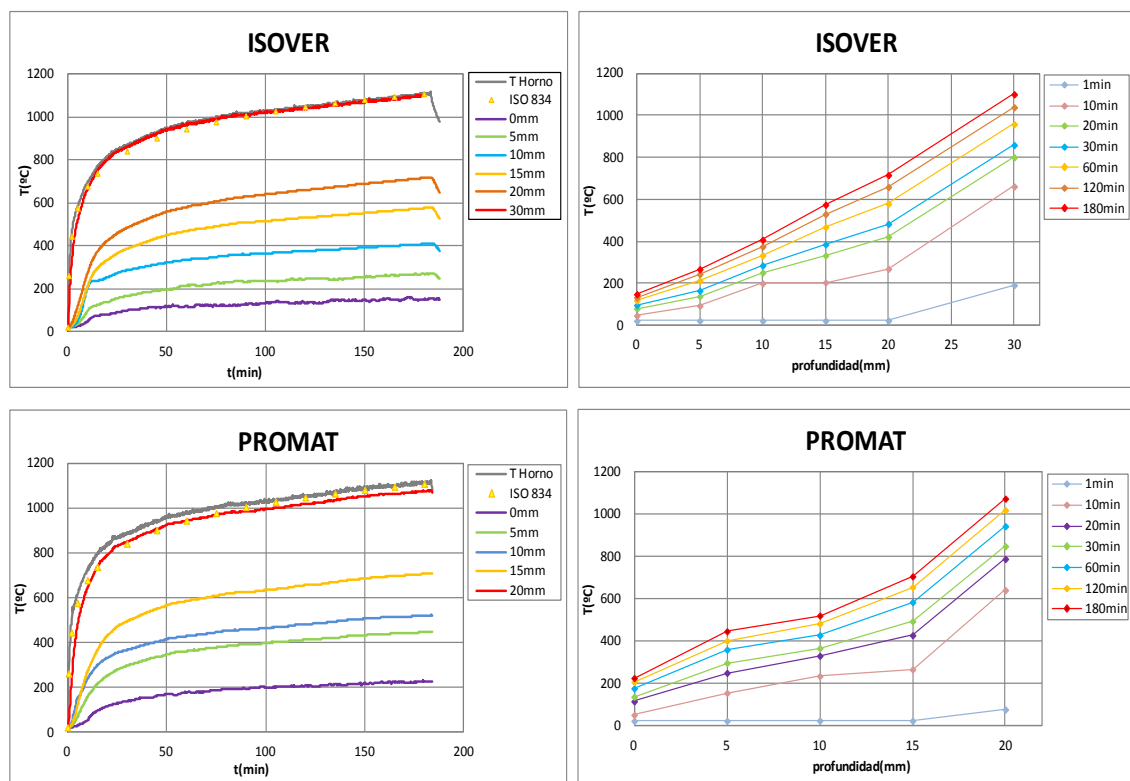 ISOVER
1200
1000
800
600
400
200
0
0 50 100 150 200
T(ºC)
t(min)
T Horno
ISO 834
0mm
5mm
10mm
15mm
20mm
30mm
ISOVER
1200
1000
800
600
400
200
0
0 5 10 15 20 25 30
T(ºC)
profundidad(mm)
1min
10min
20min
30min
60min
120min
180min
PROMAT
1200
1000
800
600
400
200
0
0 50 100 150 200
T(ºC)
t(min)
T Horno
ISO 834
0mm
5mm
10mm
15mm
20mm
PROMAT
1200
1000
800
600
400
200
0
0 5 10 15 20
T(ºC)
profundidad(mm)
1min
10min
20min
30min
60min
120min
180min